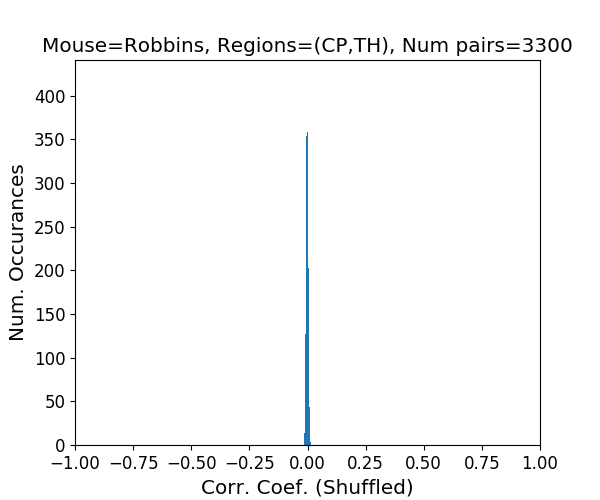 Mouse=Robbins, Regions=(CP,TH), Num pairs=3300
400
350
300
250
200
150
100
50
0
Num. Occurances
−1.00 −0.75 −0.50 −0.25 0.00 0.25 0.50 0.75 1.00
Corr. Coef. (Shuffled)